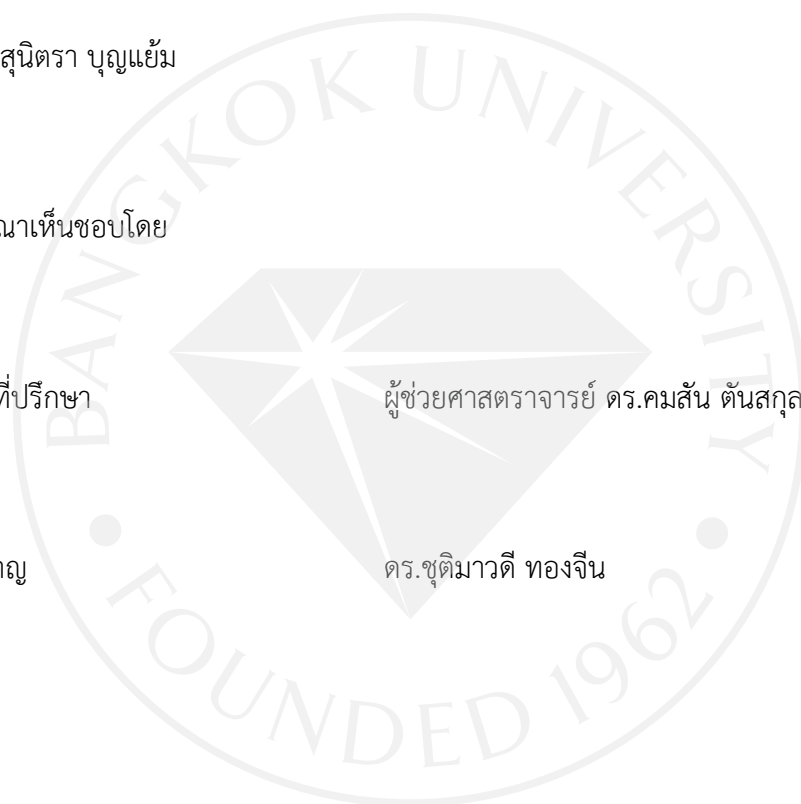 สุนิตรา บุญแย้ม
ณาเห็นชอบโดย
ที่ปรึกษา ผู้ช่วยศาสตราจารย์ ดร.คมสัน ตันสกุล
ดร.ชุติมาวดี ทองจีน
BANGKOK UNIVERSITY
FOUNDED 1962